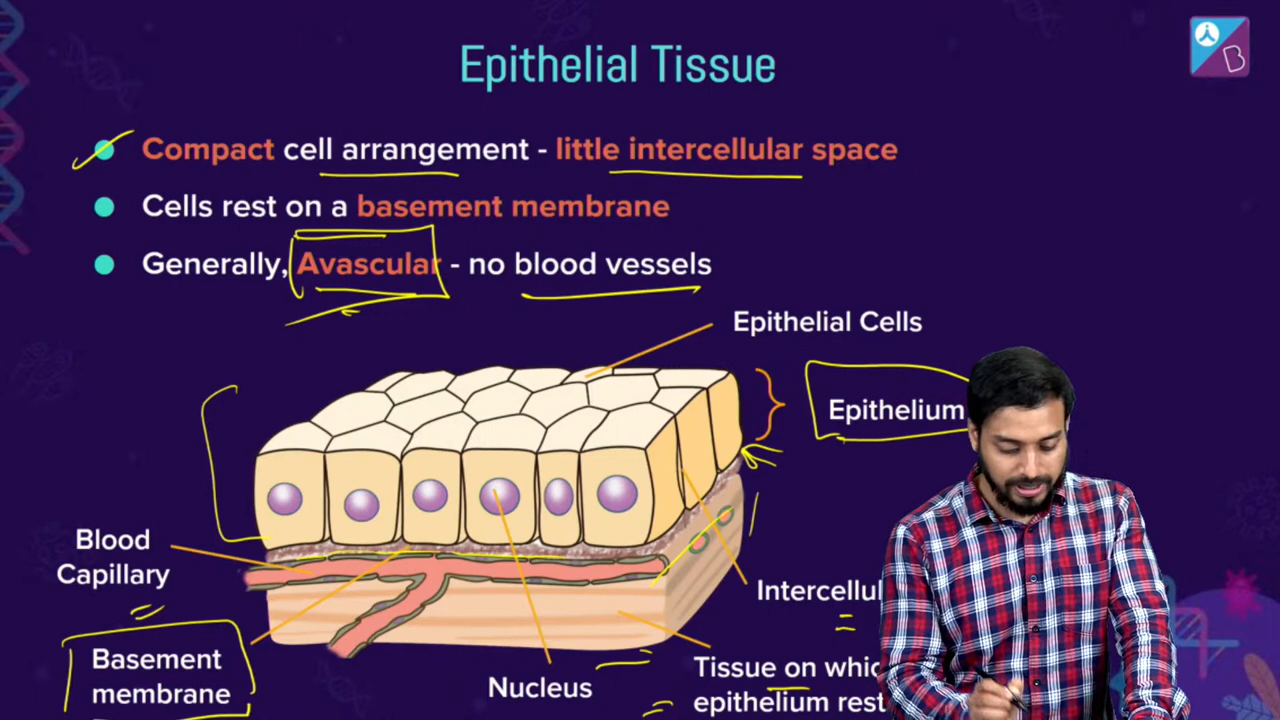 Epithelial Tissue
Compact cell arrangement - little intercellular space
Cells rest on a basement membrane
Generally, Avascular - no blood vessels
Epithelial Cells
Epithelium
Blood
Capillary
Intercellul
Basement
membrane
Nucleus
Tissue on whic
epithelium rest
B